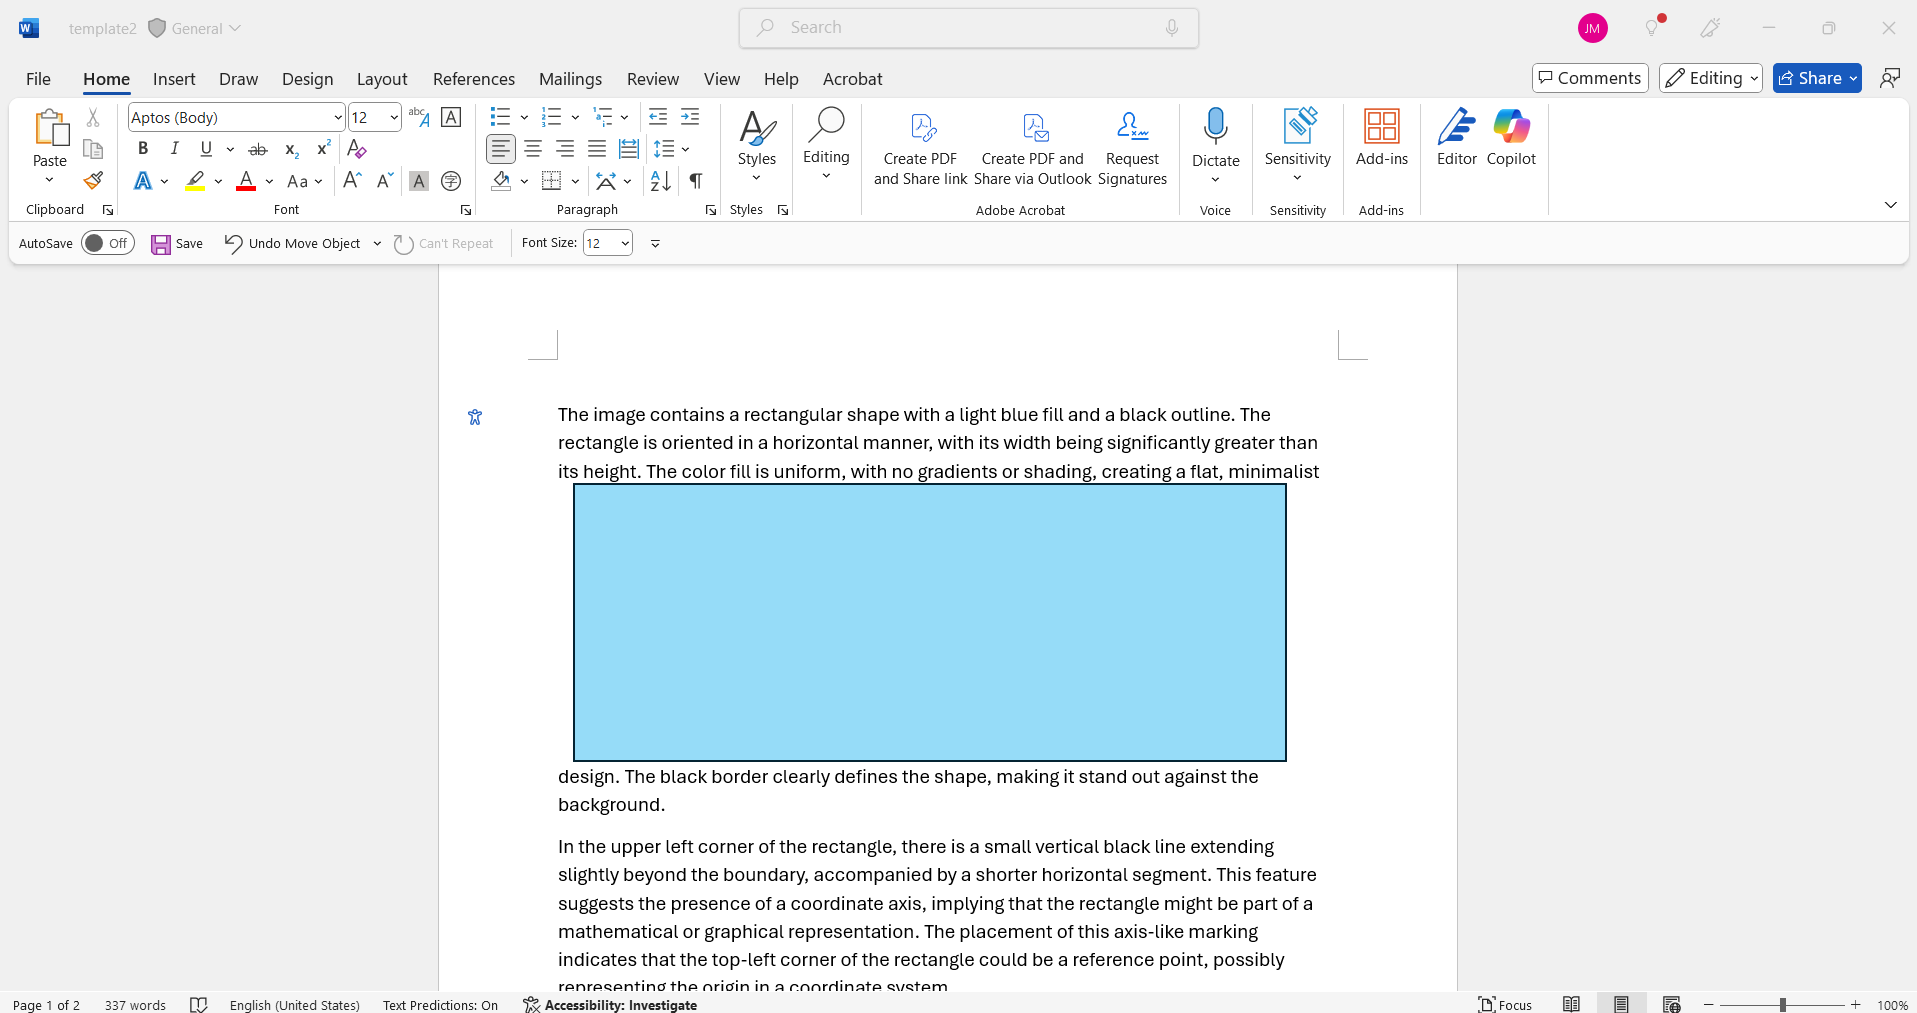 template2 General
Search
JM
File Home Insert Draw Design Layout References Mailings Review View Help Acrobat
Comments Editing Share
Paste
Clipboard
Aptos (Body) 12
Font
Paragraph
Styles
Styles
Editing
Create PDF and Share link
Create PDF and Share via Outlook
Request Signatures
Adobe Acrobat
Dictate
Voice
Sensitivity
Sensitivity
Add-ins
Add-ins
Editor
Copilot
AutoSave Off Save Undo Move Object Can't Repeat Font Size: 12
The image contains a rectangular shape with a light blue fill and a black outline. The
rectangle is oriented in a horizontal manner, with its width being significantly greater than
its height. The color fill is uniform, with no gradients or shading, creating a flat, minimalist
design. The black border clearly defines the shape, making it stand out against the
background.
In the upper left corner of the rectangle, there is a small vertical black line extending
slightly beyond the boundary, accompanied by a shorter horizontal segment. This feature
suggests the presence of a coordinate axis, implying that the rectangle might be part of a
mathematical or graphical representation. The placement of this axis-like marking
indicates that the top-left corner of the rectangle could be a reference point, possibly
representing the origin in a coordinate system.
Page 1 of 2 337 words English (United States) Text Predictions: On Accessibility: Investigate Focus 100%